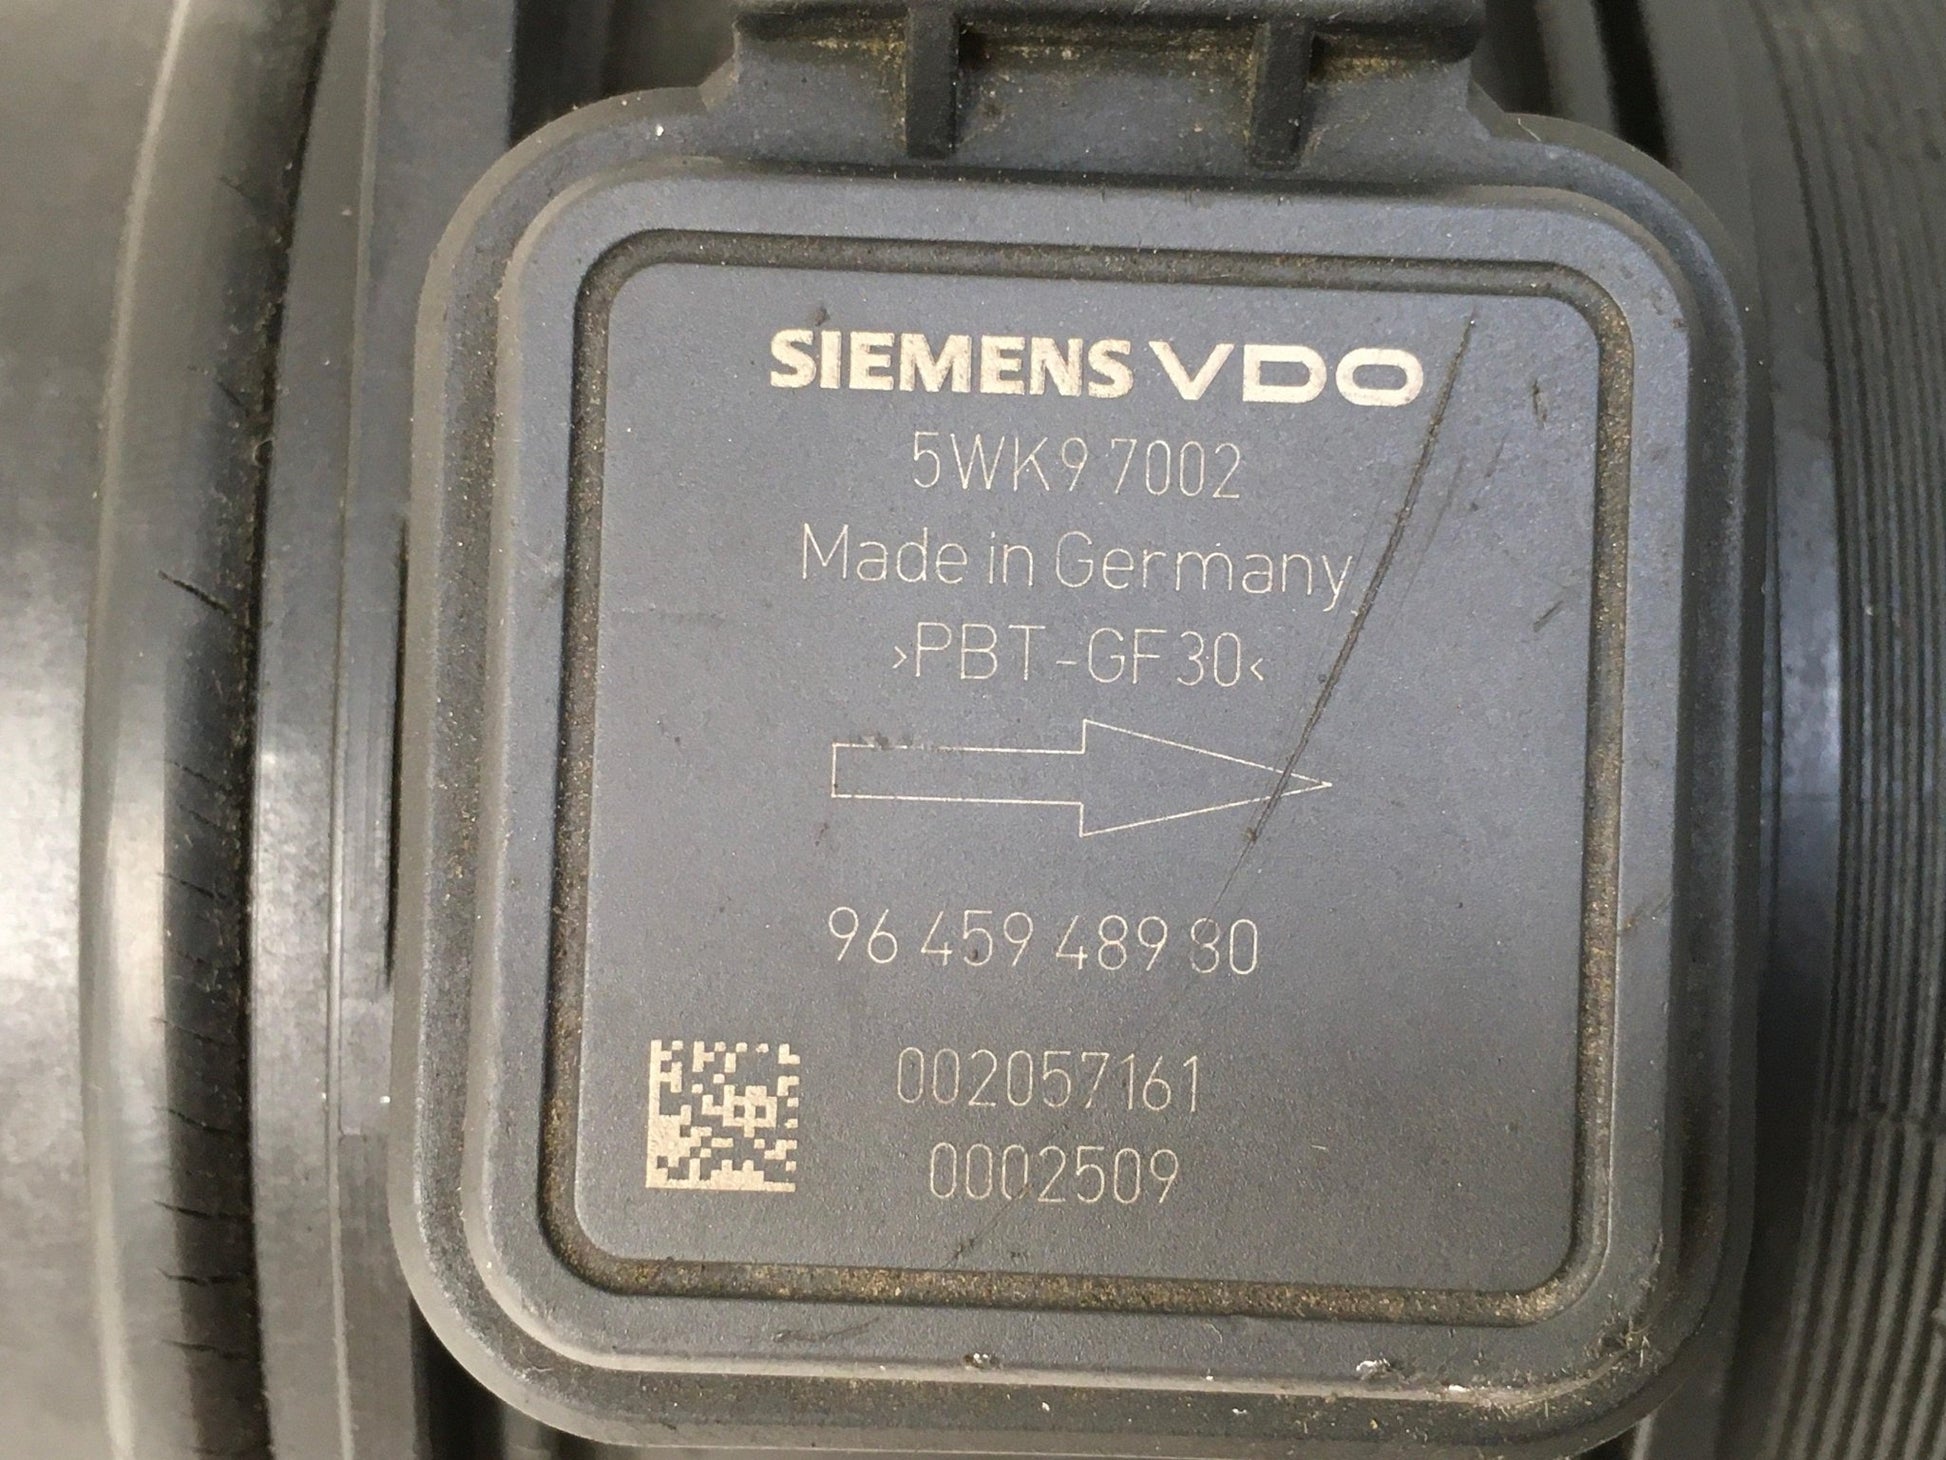 SIEMENS VDO
5WK9 7002
Made in Germany
>PBT-GF30<
96 459 489 80
002057161
0002509